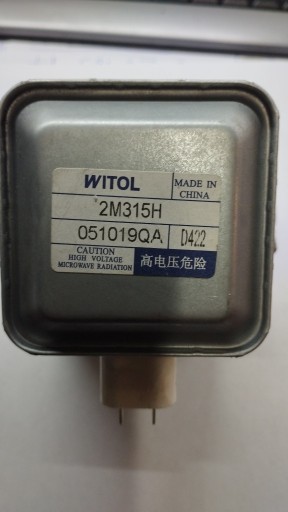 WITOL
MADE IN
CHINA
2M315H
051019QA D422
CAUTION
HIGH VOLTAGE
MICROWAVE RADIATION
高电压危险